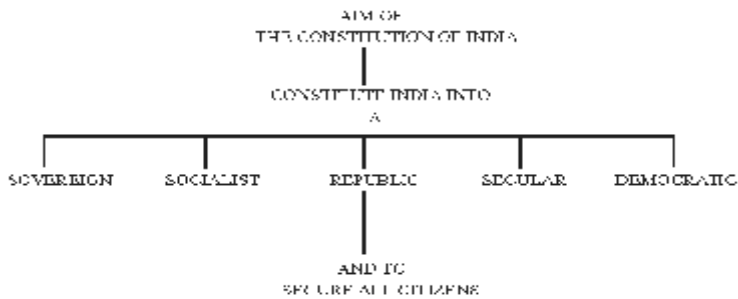 AIM OF
THE CONSTITUTION OF INDIA
CONSTITUTE INDIA INTO
A
SOVEREIGN SOCIALIST REPUBLIC SECULAR DEMOCRATIC
AND TO
SECURE ALL CITIZENS